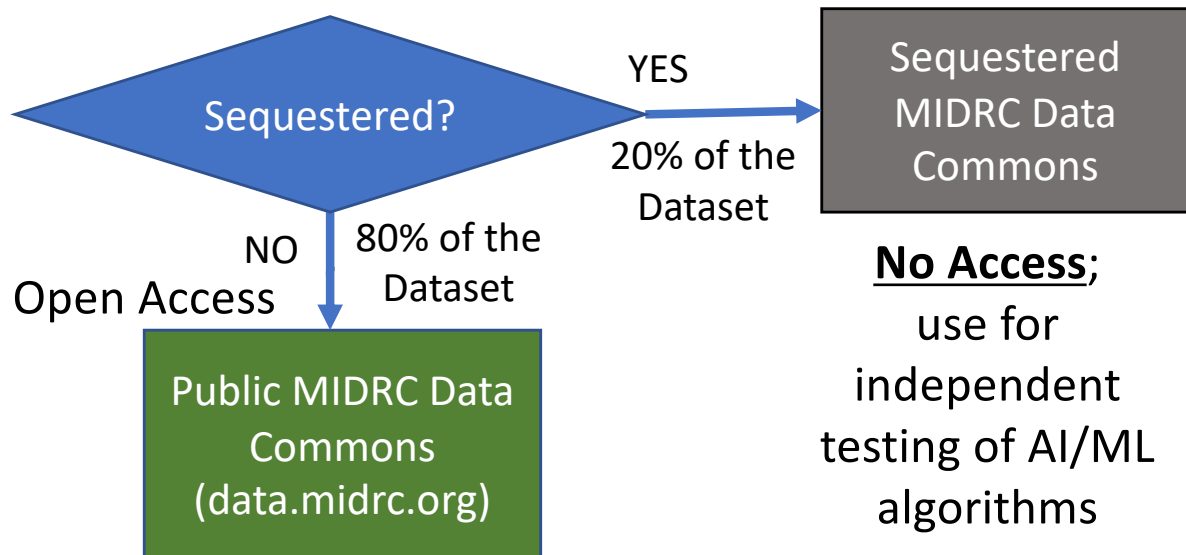 Sequestered?
YES
20% of the
Dataset
Sequestered
MIDRC Data
Commons
NO
80% of the
Dataset
Open Access
Public MIDRC Data
Commons
(data.midrc.org)
No Access;
use for
independent
testing of AI/ML
algorithms